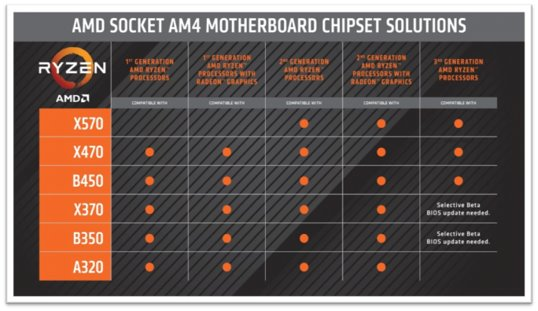 AMD SOCKET AM4 MOTHERBOARD CHIPSET SOLUTIONS
RYZEN
AMD
1ST GENERATION
AMD RYZEN™
PROCESSORS
1ST GENERATION
AMD RYZEN™
PROCESSORS WITH
RADEON™ GRAPHICS
2ND GENERATION
AMD RYZEN™
PROCESSORS
2ND GENERATION
AMD RYZEN™
PROCESSORS WITH
RADEON™ GRAPHICS
3RD GENERATION
AMD RYZEN™
PROCESSORS
COMPATIBLE WITH
COMPATIBLE WITH
COMPATIBLE WITH
COMPATIBLE WITH
COMPATIBLE WITH
X570
X470
B450
X370
Selective Beta
BIOS update needed.
B350
Selective Beta
BIOS update needed.
A320